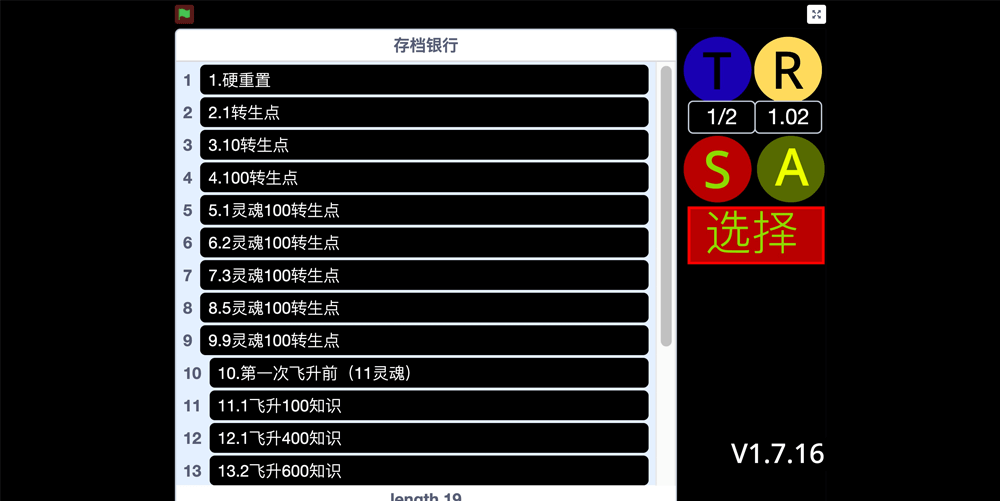 存档银行
1 1.硬重置
2 2.1转生点
3 3.10转生点
4 4.100转生点
5 5.1灵魂100转生点
6 6.2灵魂100转生点
7 7.3灵魂100转生点
8 8.5灵魂100转生点
9 9.9灵魂100转生点
10 10.第一次飞升前（11灵魂）
11 11.1飞升100知识
12 12.1飞升400知识
13 13.2飞升600知识
length 19
T R
1/2 1.02
S A
选择
V1.7.16